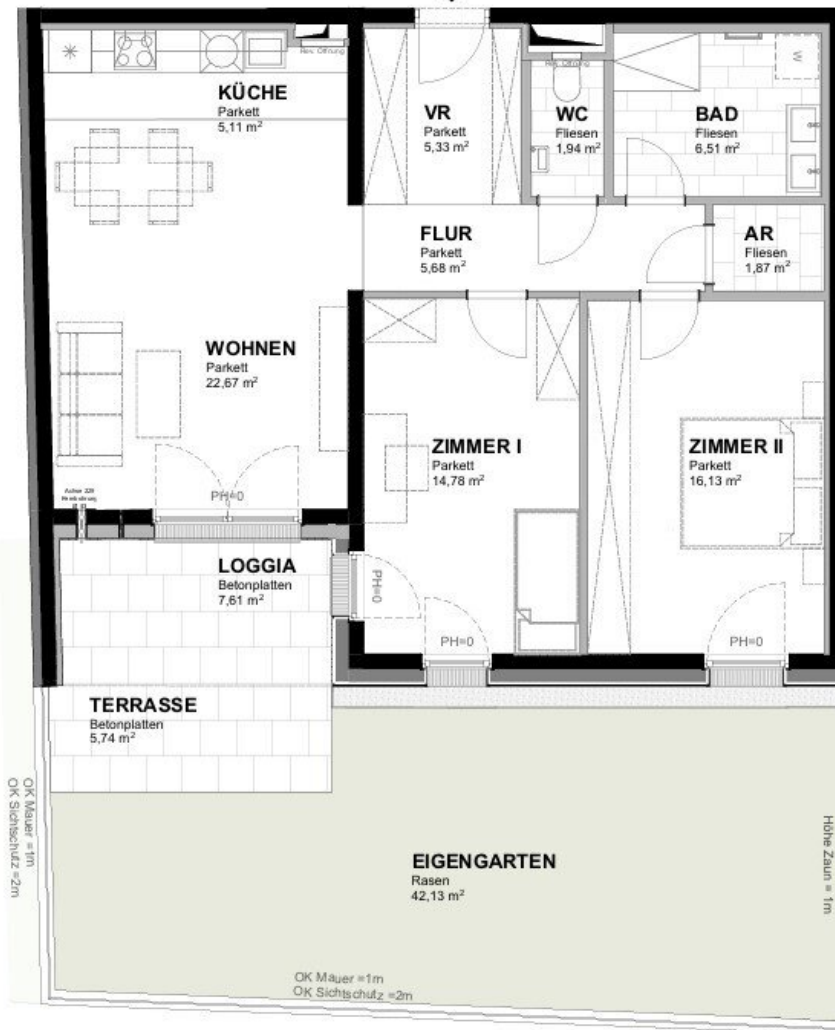 Rev. Öffnung
Rev. Öffnung
W
KÜCHE
Parkett
5,11 m²
VR
Parkett
5,33 m²
WC
Fliesen
1,94 m²
BAD
Fliesen
6,51 m²
FLUR
Parkett
5,68 m²
AR
Fliesen
1,87 m²
WOHNEN
Parkett
22,67 m²
ZIMMER I
Parkett
14,78 m²
ZIMMER II
Parkett
16,13 m²
PH=0
LOGGIA
Betonplatten
7,61 m²
PH=0
PH=0
PH=0
TERRASSE
Betonplatten
5,74 m²
OK Mauer =1m
OK Sichtschutz =2m
Höhe Zaun = 1m
EIGENGARTEN
Rasen
42,13 m²
OK Mauer =1m
OK Sichtschutz =2m